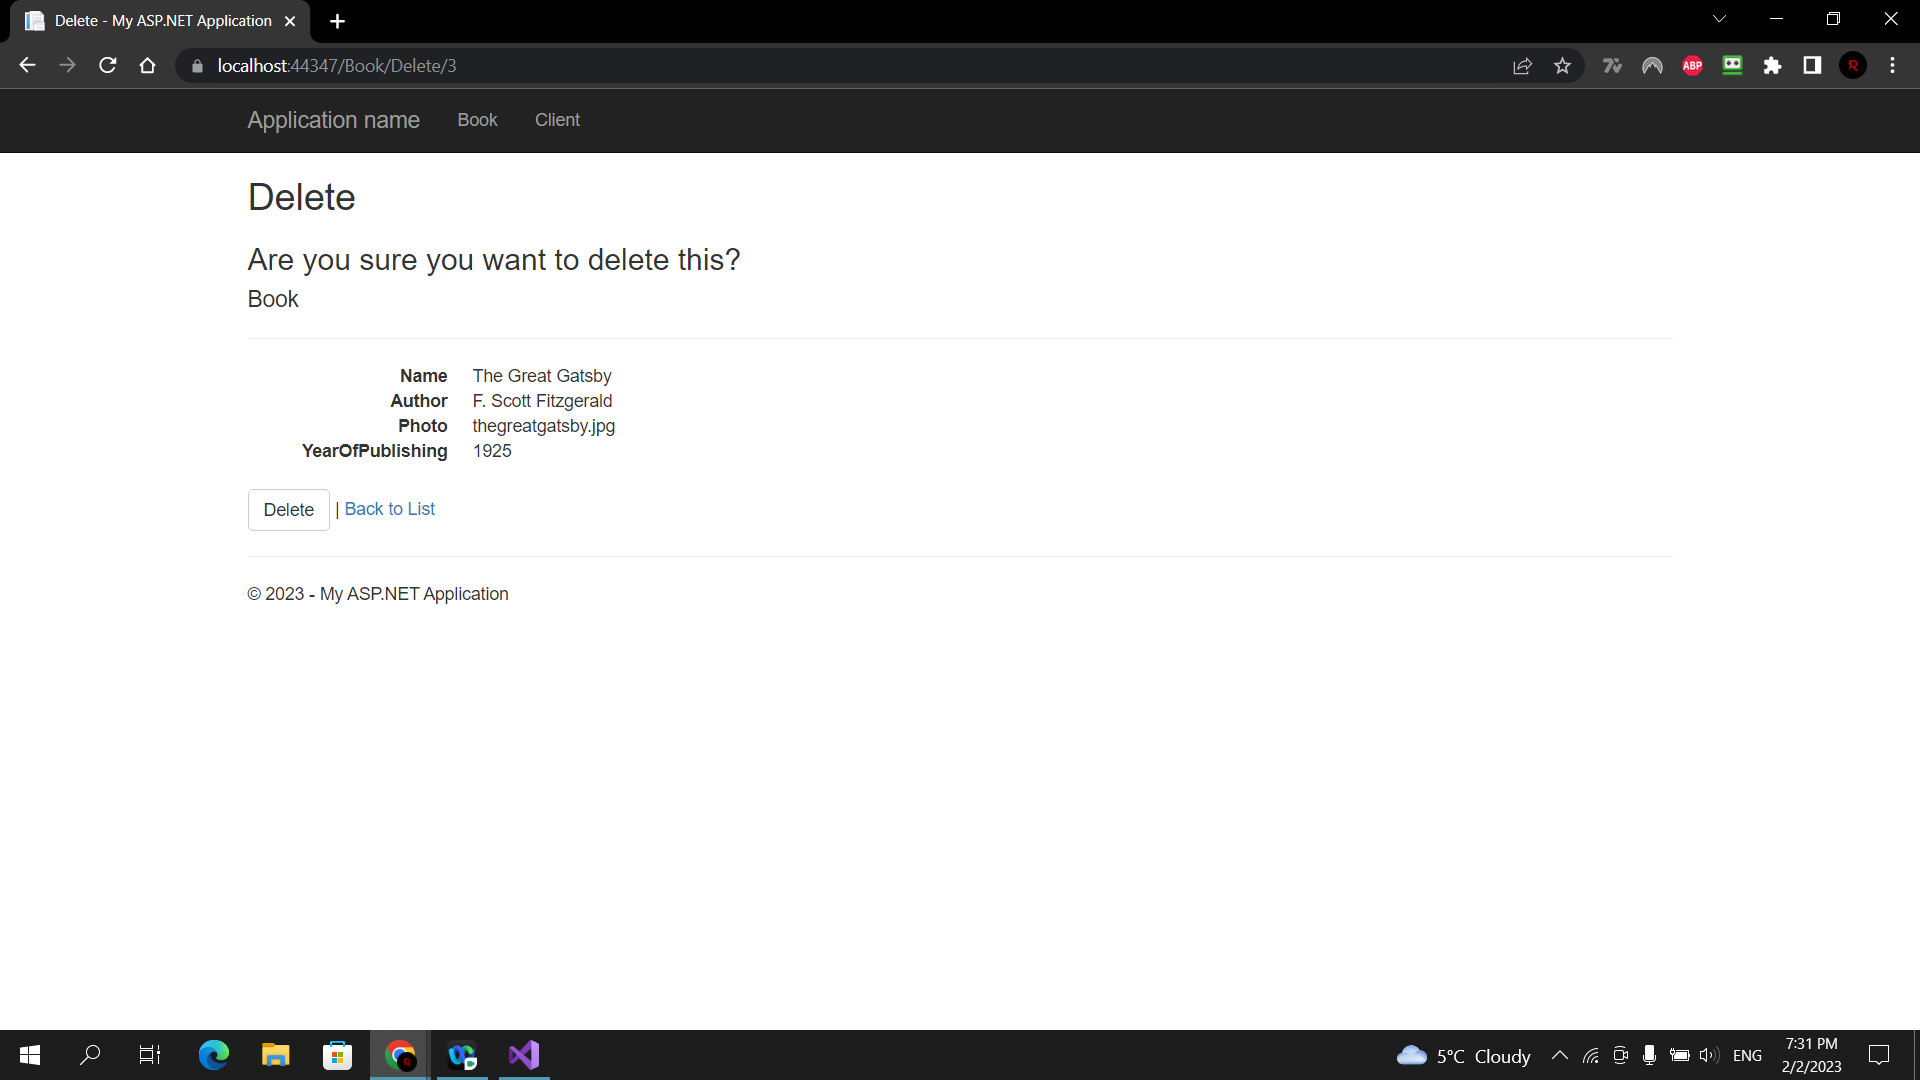 Delete - My ASP.NET Application
localhost:44347/Book/Delete/3
ABP
R
Application name Book Client
Delete
Are you sure you want to delete this?
Book
Name The Great Gatsby
Author F. Scott Fitzgerald
Photo thegreatgatsby.jpg
YearOfPublishing 1925
Delete | Back to List
© 2023 - My ASP.NET Application
5°C Cloudy
ENG
7:31 PM
2/2/2023